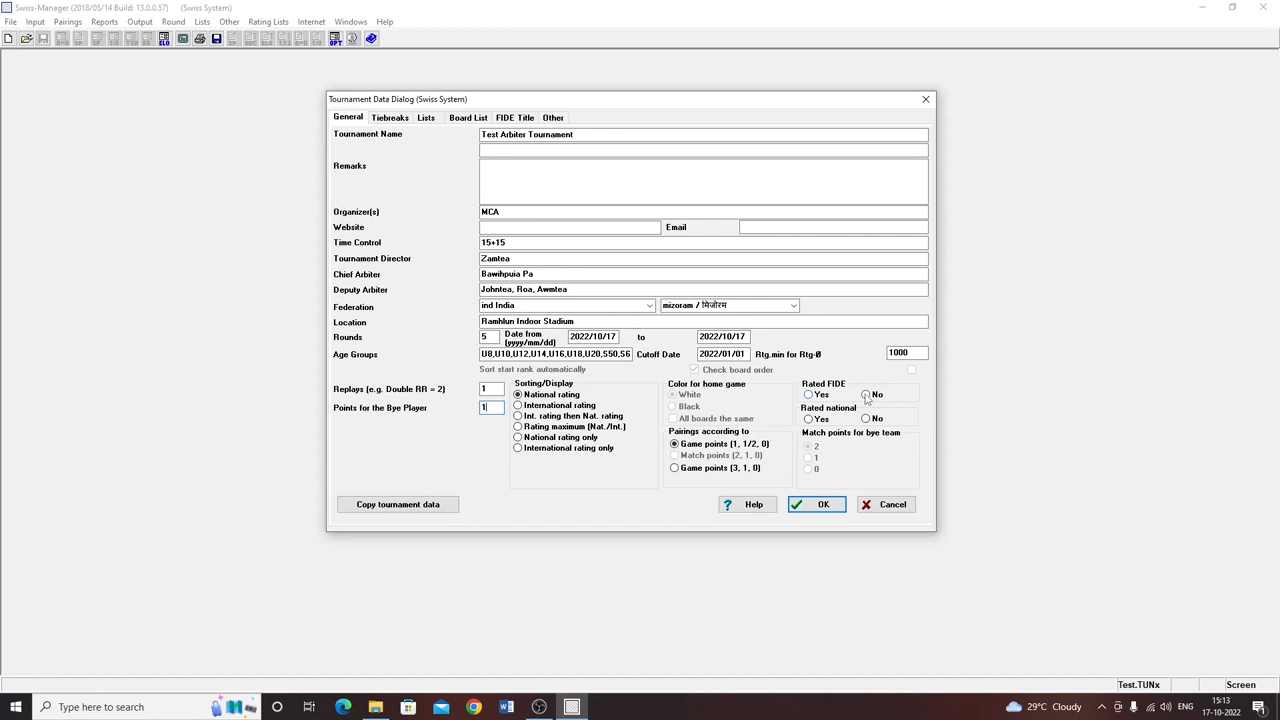 Swiss-Manager (2018/05/14 Build: 13.0.0.57) (Swiss System)
File Input Pairings Reports Output Round Lists Other Rating Lists Internet Windows Help
Tournament Data Dialog (Swiss System)
General Tiebreaks Lists Board List FIDE Title Other
Tournament Name Test Arbiter Tournament
Remarks
Organizer(s) MCA
Website Email
Time Control 15+15
Tournament Director Zamtea
Chief Arbiter Bawihpuia Pa
Deputy Arbiter Johntea, Roa, Awmtea
Federation ind India mizoram / मिजोरम
Location Ramhlun Indoor Stadium
Rounds 5 Date from (yyyy/mm/dd) 2022/10/17 to 2022/10/17
Age Groups U8,U10,U12,U14,U16,U18,U20,S50,S6 Cutoff Date 2022/01/01 Rtg.min for Rtg-Ø 1000
Sort start rank automatically Check board order
Replays (e.g. Double RR = 2) 1
Points for the Bye Player 1
Sorting/Display
National rating
International rating
Int. rating then Nat. rating
Rating maximum (Nat./Int.)
National rating only
International rating only
Color for home game
White
Black
All boards the same
Pairings according to
Game points (1, 1/2, 0)
Match points (2, 1, 0)
Game points (3, 1, 0)
Rated FIDE
Yes No
Rated national
Yes No
Match points for bye team
2
1
0
Copy tournament data ? Help OK Cancel
Test.TUNx Screen
Type here to search 29°C Cloudy ENG 15:13
17-10-2022